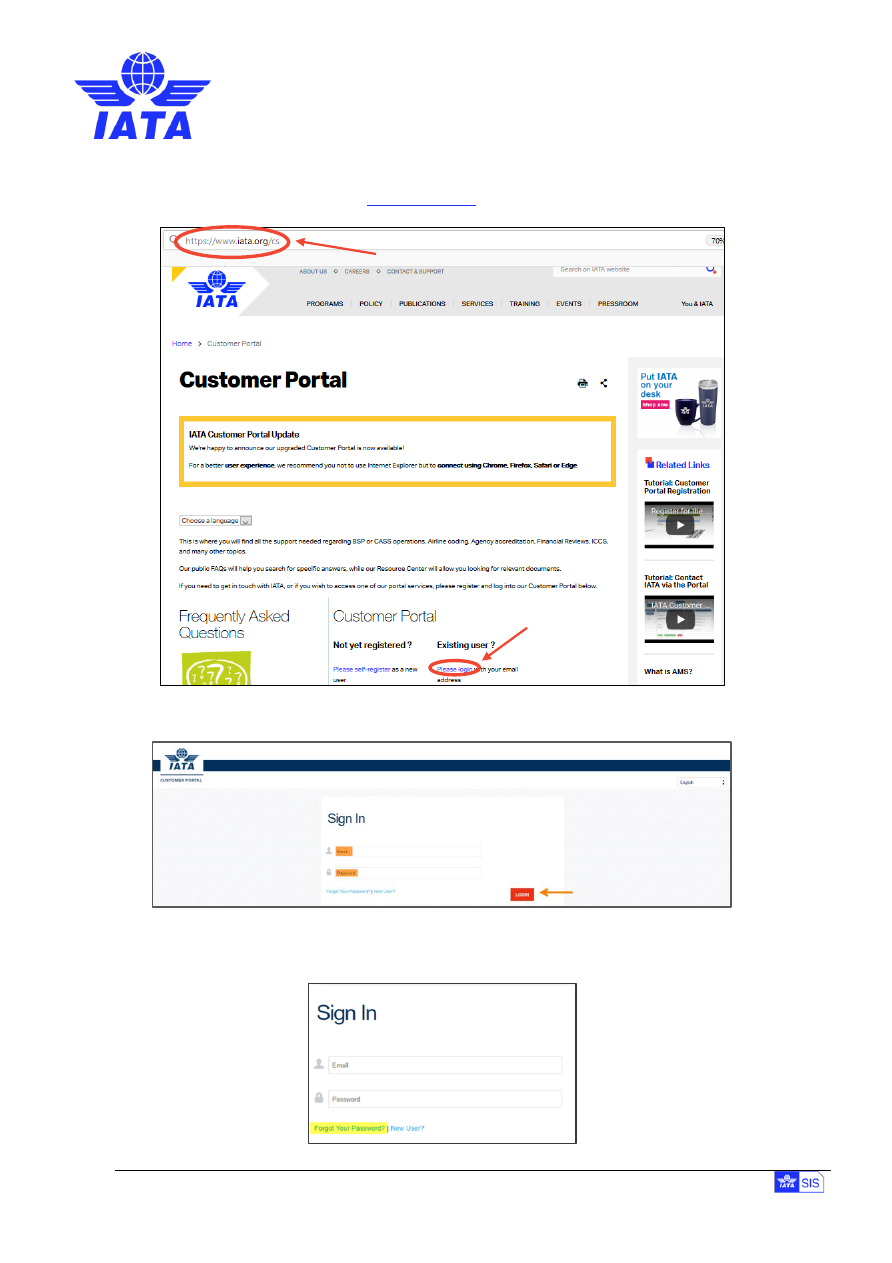 IATA
https://www.iata.org/cs
70%
IATA
ABOUT US
CAREERS
CONTACT & SUPPORT
Search on IATA website
PROGRAMS
POLICY
PUBLICATIONS
SERVICES
TRAINING
EVENTS
PRESSROOM
You & IATA
Home > Customer Portal
Customer Portal
IATA Customer Portal Update
We're happy to announce our upgraded Customer Portal is now available!
For a better user experience, we recommend you not to use Internet Explorer but to connect using Chrome, Firefox, Safari or Edge.
Choose a language
This is where you will find all the support needed regarding BSP or CASS operations, Airline coding, Agency accreditation, Financial Reviews, ICCS,
and many other topics.
Our public FAQs will help you search for specific answers, while our Resource Center will allow you looking for relevant documents.
If you need to get in touch with IATA, or if you wish to access one of our portal services, please register and log into our Customer Portal below.
Frequently Asked
Questions
Customer Portal
Not yet registered ?
Please self-register as a new
user
Existing user ?
Please login with your email
address
Put IATA
on your
desk
Shop now
IATA
Related Links
Tutorial: Customer
Portal Registration
Register for the
Tutorial: Contact
IATA via the Portal
IATA Customer ...
What is AMS?
IATA
CUSTOMER PORTAL
English
Sign In
Email
Password
Forgot Your Password? | New User?
LOGIN
Sign In
Email
Password
Forgot Your Password? | New User?
IATA SIS